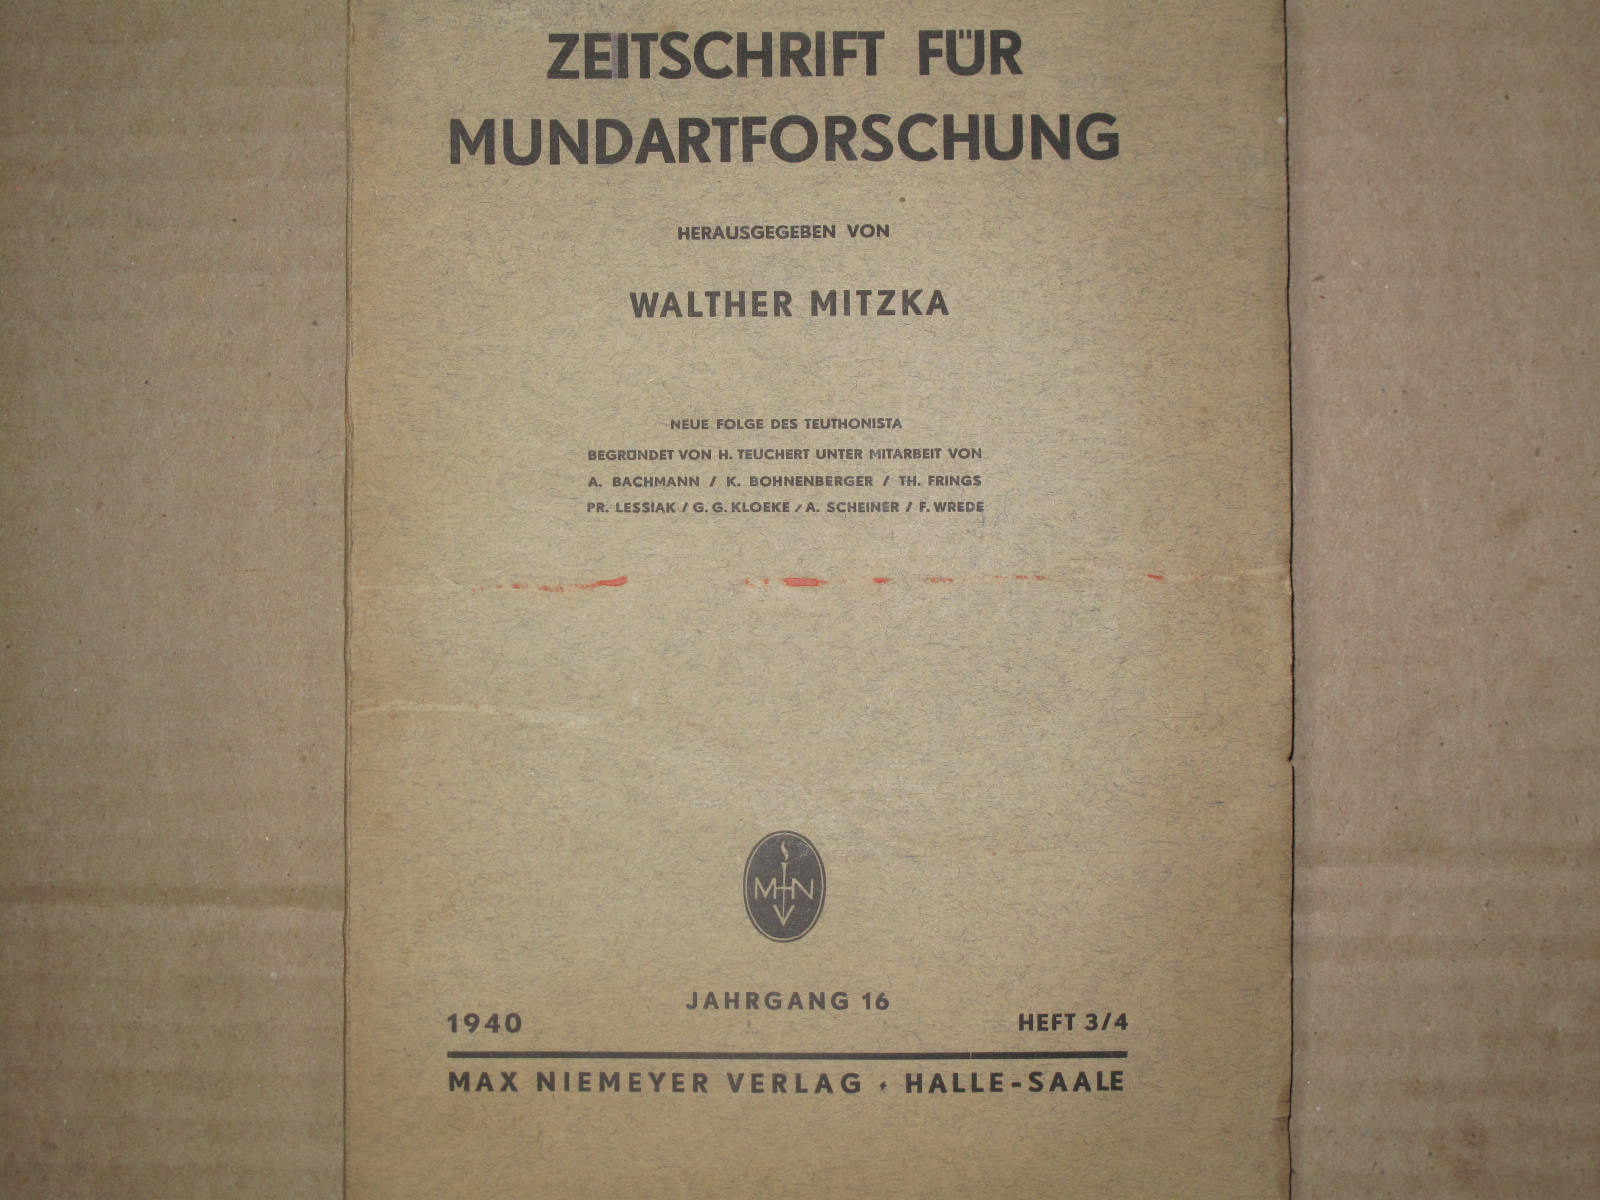 ZEITSCHRIFT FÜR
MUNDARTFORSCHUNG
HERAUSGEGEBEN VON
WALTHER MITZKA
NEUE FOLGE DES TEUTHONISTA
BEGRÜNDET VON H. TEUCHERT UNTER MITARBEIT VON
A. BACHMANN / K. BOHNENBERGER / TH. FRINGS
PR. LESSIAK / G. G. KLOEKE / A. SCHEINER / F. WREDE
M N V
JAHRGANG 16
1940 HEFT 3/4
MAX NIEMEYER VERLAG • HALLE-SAALE